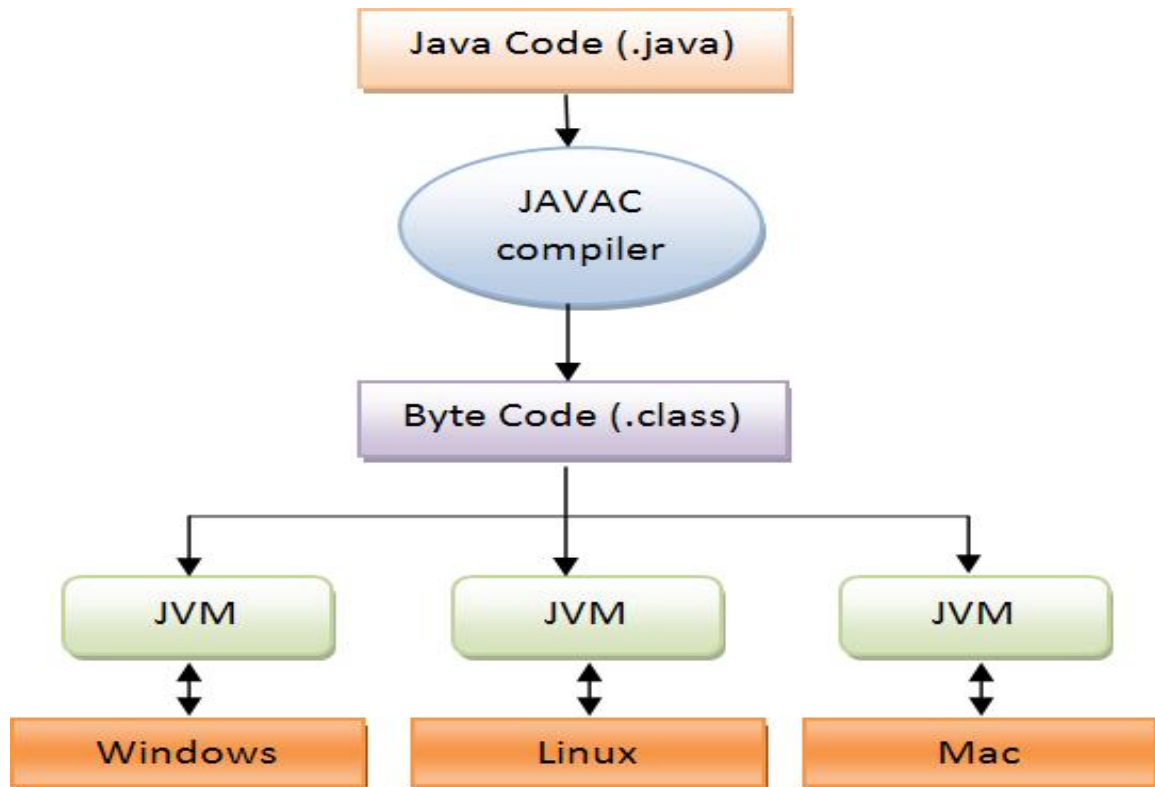 Java Code (.java)
JAVAC
compiler
Byte Code (.class)
JVM
JVM
JVM
Windows
Linux
Mac